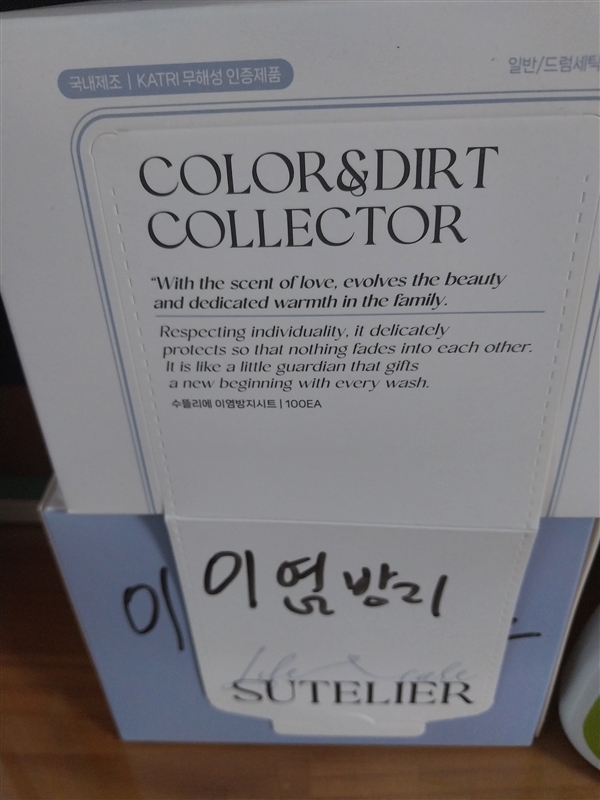 국내제조 | KATRI 무해성 인증제품
일반/드럼세탁
COLOR&DIRT
COLLECTOR
"With the scent of love, evolves the beauty
and dedicated warmth in the family.
Respecting individuality, it delicately
protects so that nothing fades into each other.
It is like a little guardian that gifts
a new beginning with every wash.
수뜰리에 이염방지시트 | 100EA
이염방지
이
SUTELIER